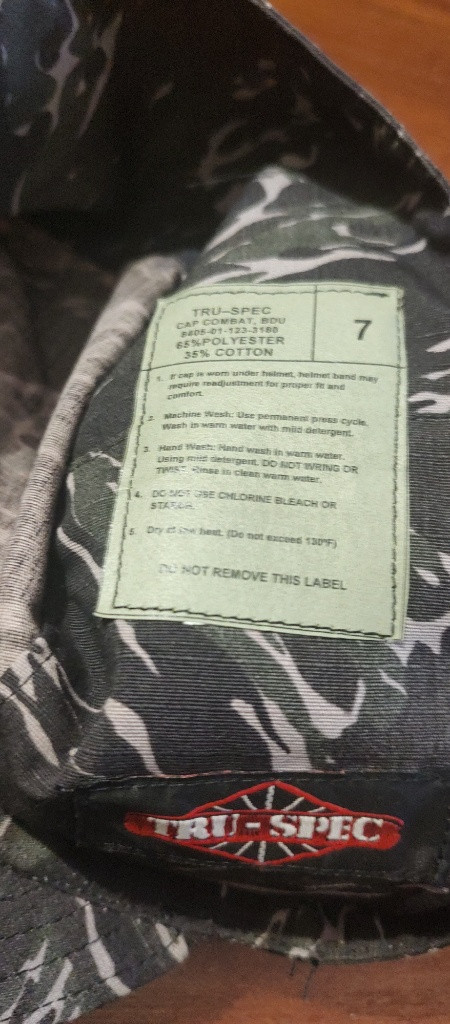 TRU-SPEC
CAP COMBAT, BDU
8405-01-123-3180
65%POLYESTER
35% COTTON
7
1. If cap is worn under helmet, helmet band may
require readjustment for proper fit and
comfort.
2. Machine Wash: Use permanent press cycle.
Wash in warm water with mild detergent.
3. Hand Wash: Hand wash in warm water.
Using mild detergent. DO NOT WRING OR
TWIST. Rinse in clean warm water.
4. DO NOT USE CHLORINE BLEACH OR
STARCH.
5. Dry at low heat. (Do not exceed 130°F)
DO NOT REMOVE THIS LABEL
TRU-SPEC